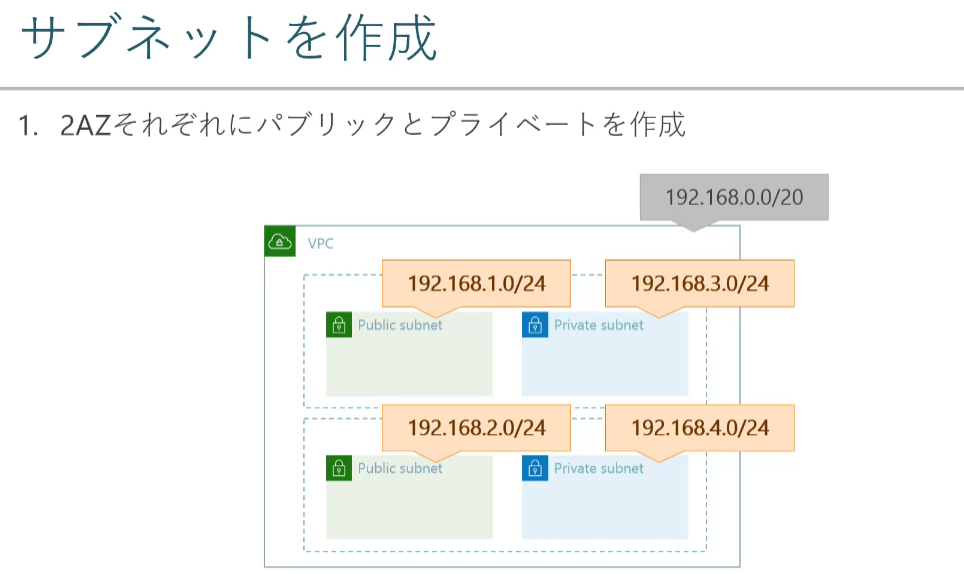 サブネットを作成
1. 2AZそれぞれにパブリックとプライベートを作成
192.168.0.0/20
VPC
192.168.1.0/24
192.168.3.0/24
Public subnet
Private subnet
192.168.2.0/24
192.168.4.0/24
Public subnet
Private subnet